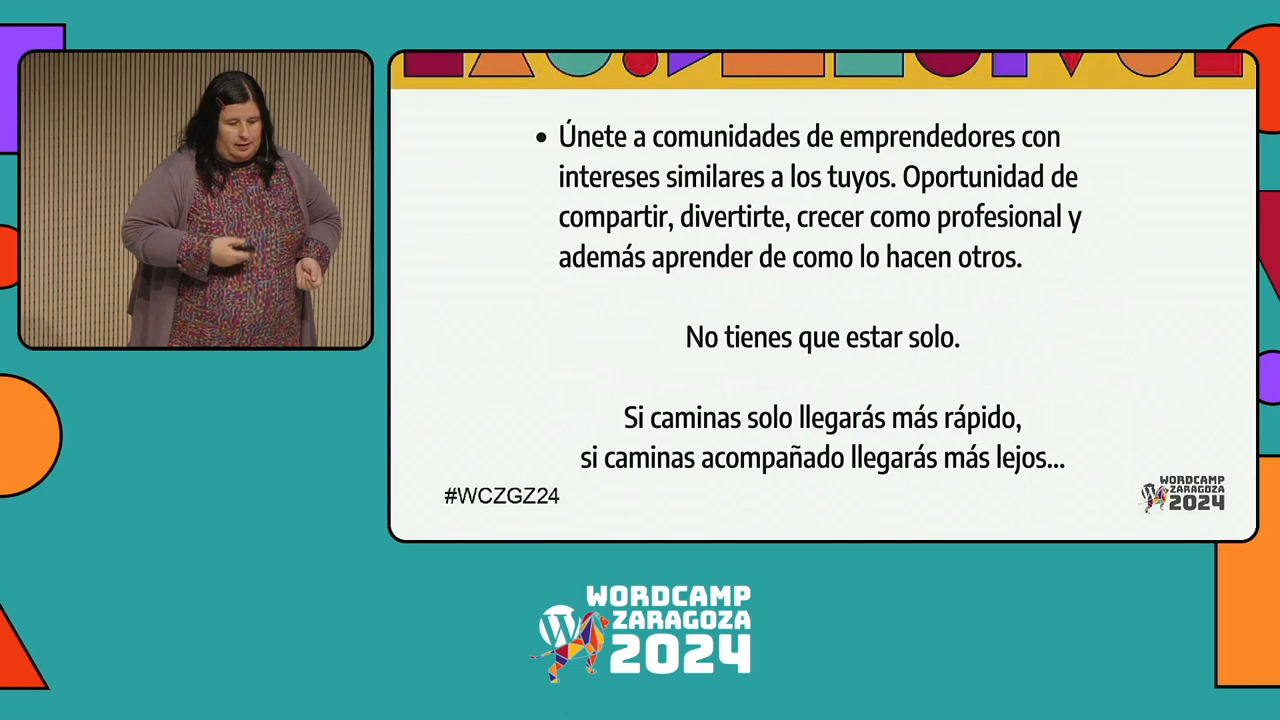 • Únete a comunidades de emprendedores con
intereses similares a los tuyos. Oportunidad de
compartir, divertirte, crecer como profesional y
además aprender de como lo hacen otros.
No tienes que estar solo.
Si caminas solo llegarás más rápido,
si caminas acompañado llegarás más lejos...
#WCZGZ24
WORDCAMP
ZARAGOZA
2024
WORDCAMP
ZARAGOZA
2024